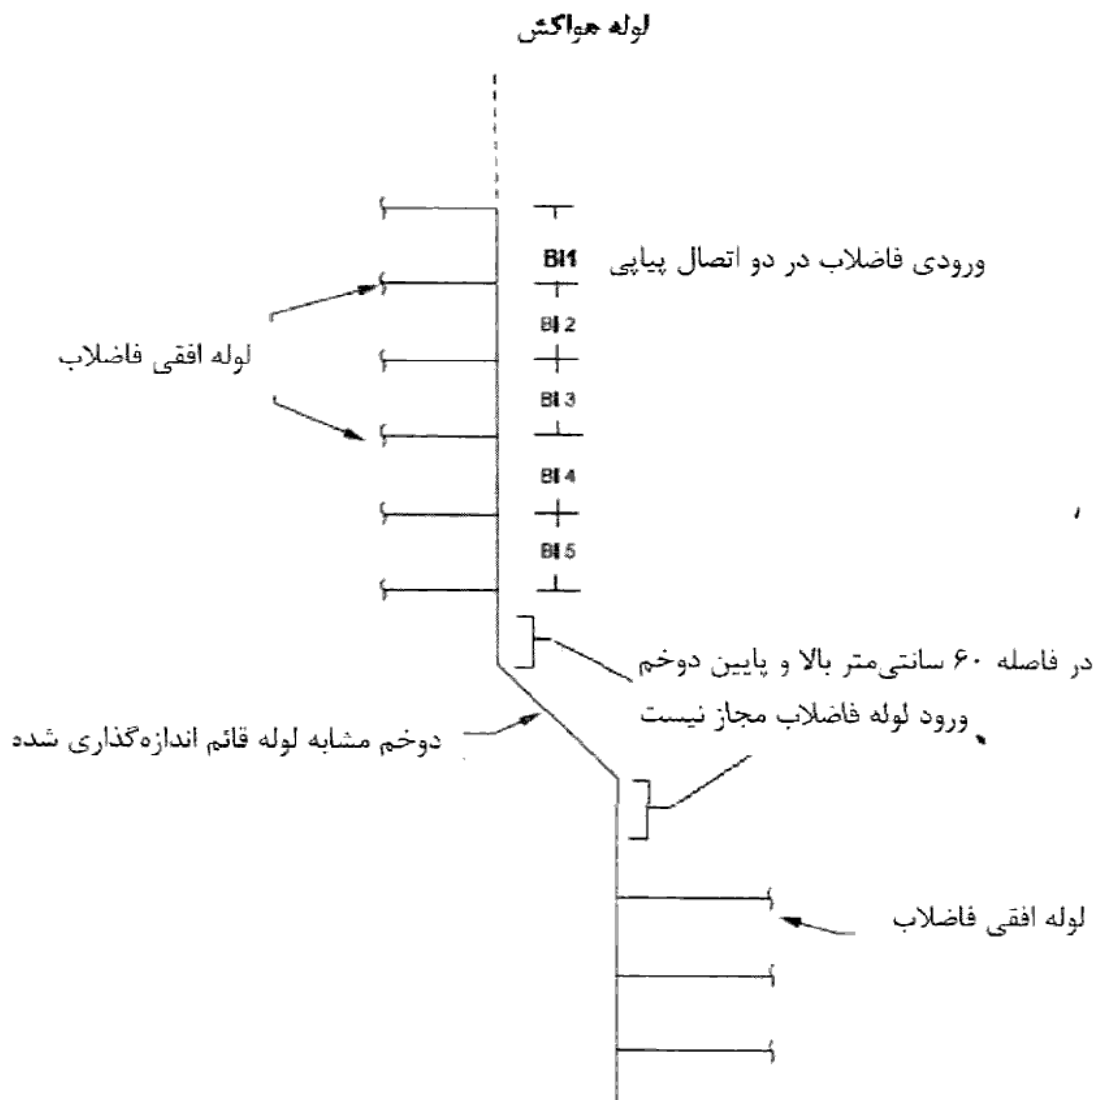 لوله هواکش
BI1 ورودی فاضلاب در دو اتصال پیاپی
BI 2
لوله افقی فاضلاب
BI 3
BI 4
BI 5
در فاصله ۶۰ سانتی‌متر بالا و پایین دوخم
ورود لوله فاضلاب مجاز نیست
دوخم مشابه لوله قائم اندازه‌گذاری شده
لوله افقی فاضلاب